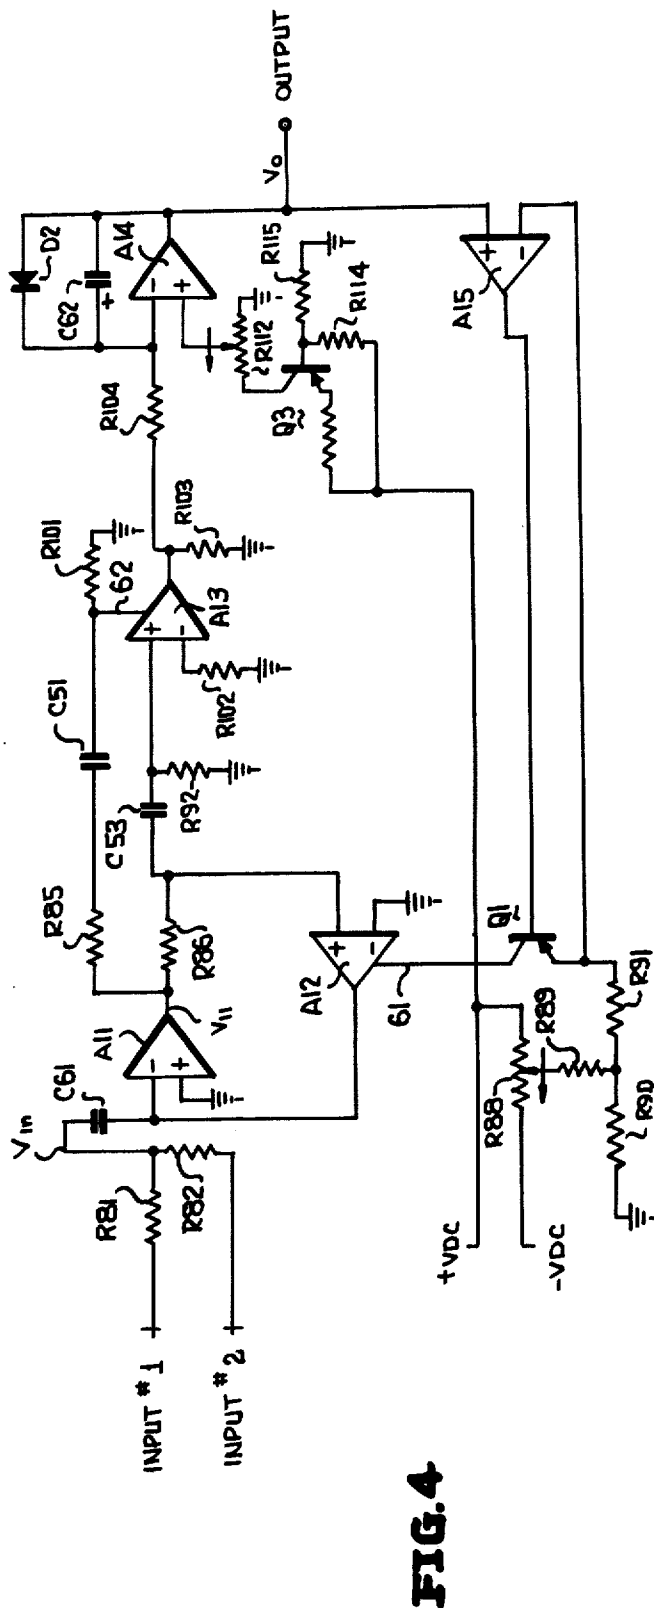 INPUT #1
INPUT #2
R81
R82
Vin
C61
A11
V11
R85
R86
C51
C53
R92
R101
62
A13
R102
R103
R104
D2
C62
+
A14
Vo
OUTPUT
R112
R115
R114
Q3
A15
A12
61
Q1
+VDC
-VDC
R88
R89
R91
R90
FIG.4